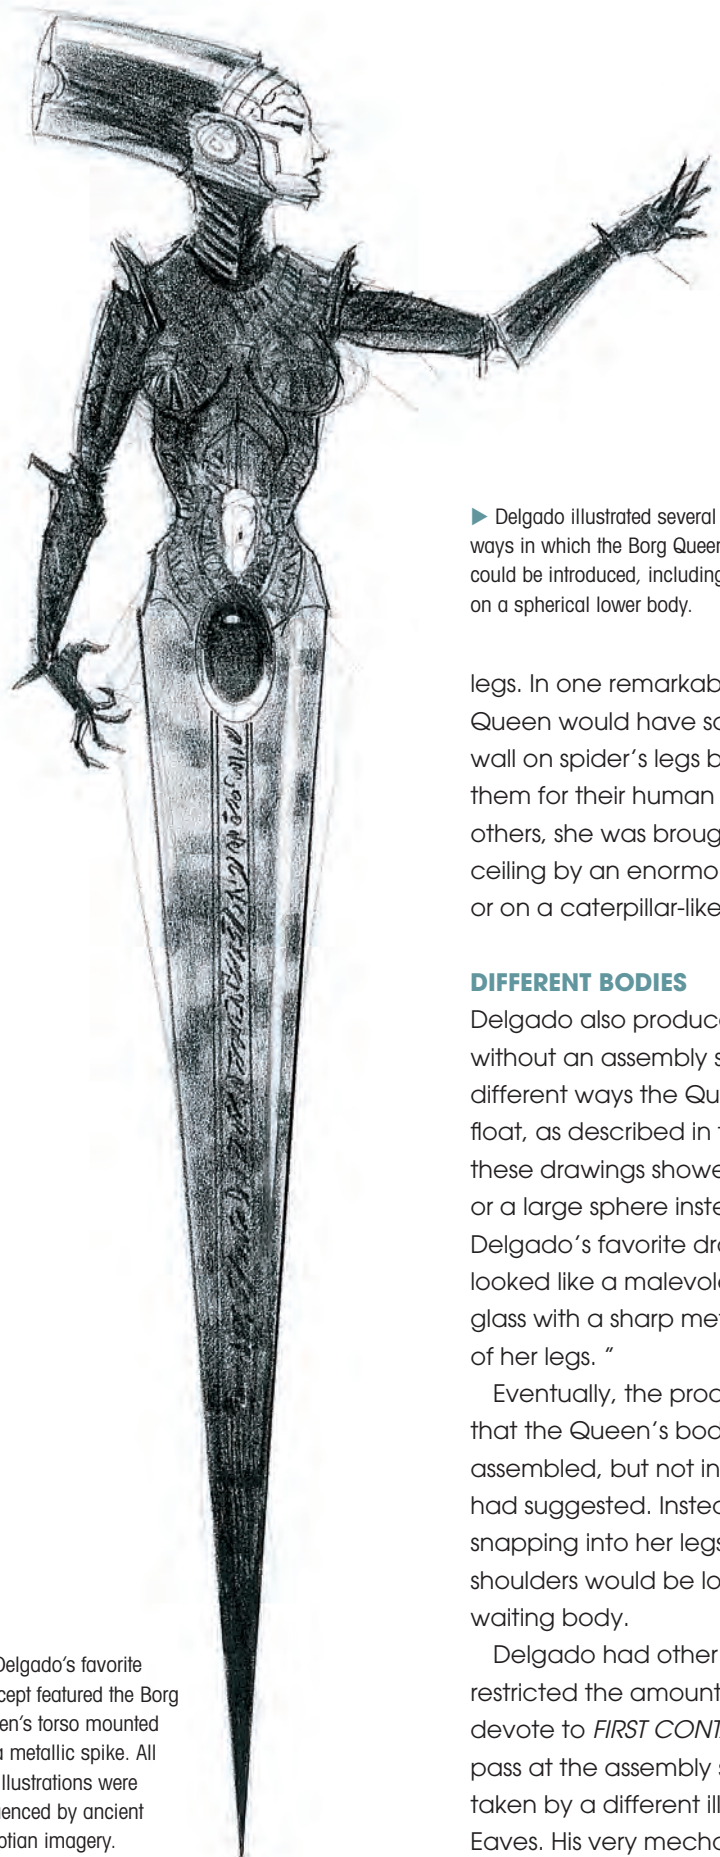 ▶ Delgado illustrated several
ways in which the Borg Queen
could be introduced, including
on a spherical lower body.
legs. In one remarkab
Queen would have sc
wall on spider’s legs b
them for their human
others, she was broug
ceiling by an enormo
or on a caterpillar-like
DIFFERENT BODIES
Delgado also produc
without an assembly s
different ways the Qu
float, as described in t
these drawings showe
or a large sphere inste
Delgado’s favorite dra
looked like a malevole
glass with a sharp met
of her legs. ”
Eventually, the prod
that the Queen’s bod
assembled, but not in
had suggested. Instec
snapping into her legs
shoulders would be lo
waiting body.
Delgado had other
restricted the amount
devote to FIRST CONT
pass at the assembly s
taken by a different ill
Eaves. His very mecho
Delgado’s favorite
cept featured the Borg
en’s torso mounted
a metallic spike. All
illustrations were
enced by ancient
ptian imagery.